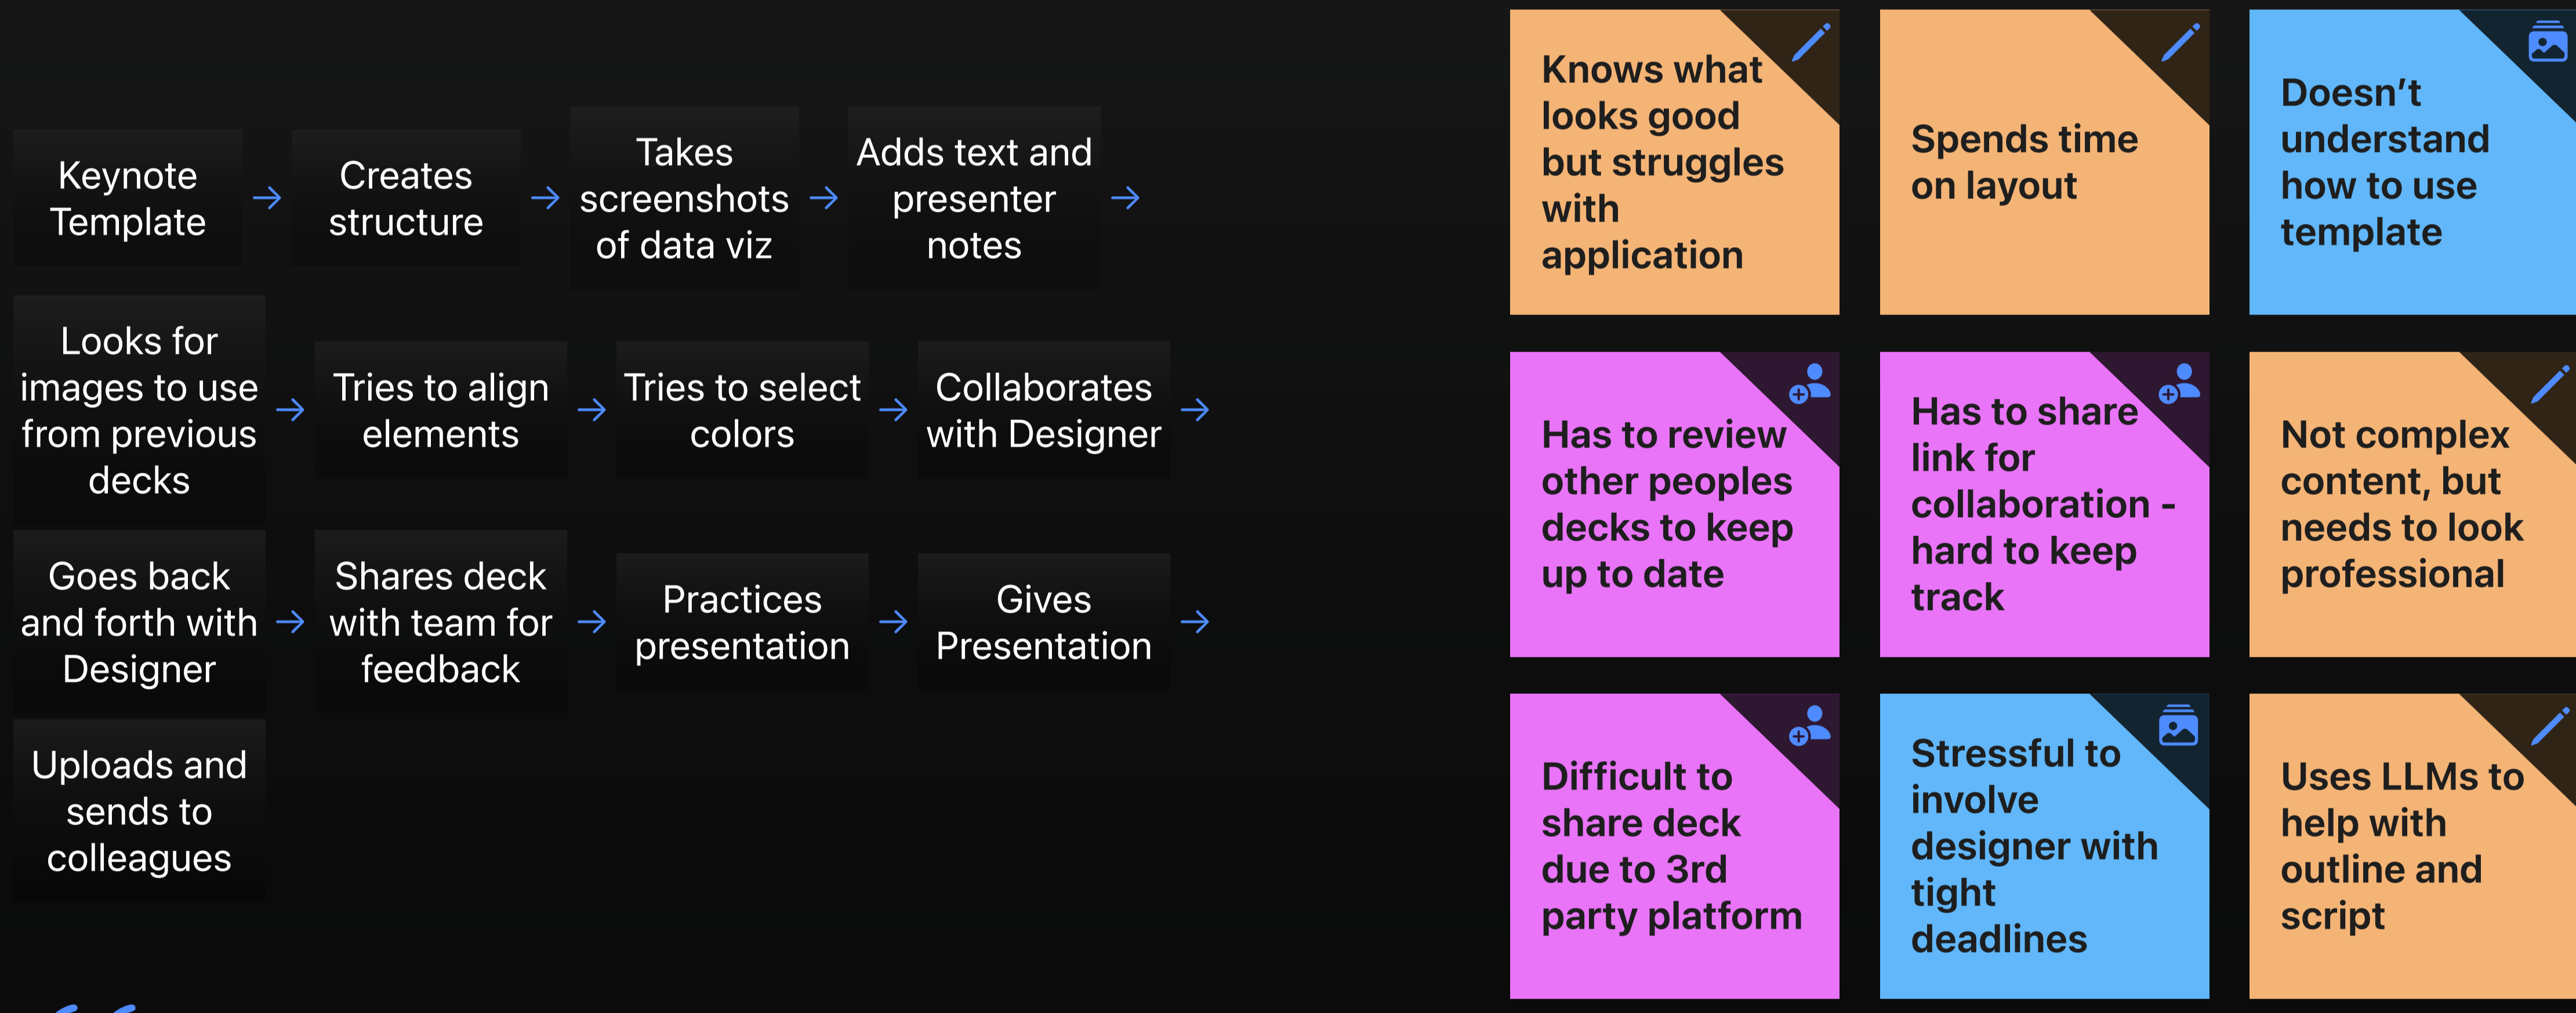 Keynote
Template
Creates
structure
Takes
screenshots
of data viz
Adds text and
presenter
notes
Looks for
images to use
from previous
decks
Tries to align
elements
Tries to select
colors
Collaborates
with Designer
Goes back
and forth with
Designer
Shares deck
with team for
feedback
Practices
presentation
Gives
Presentation
Uploads and
sends to
colleagues
Knows what
looks good
but struggles
with
application
Spends time
on layout
Doesn’t
understand
how to use
template
Has to review
other peoples
decks to keep
up to date
Has to share
link for
collaboration -
hard to keep
track
Not complex
content, but
needs to look
professional
Difficult to
share deck
due to 3rd
party platform
Stressful to
involve
designer with
tight
deadlines
Uses LLMs to
help with
outline and
script